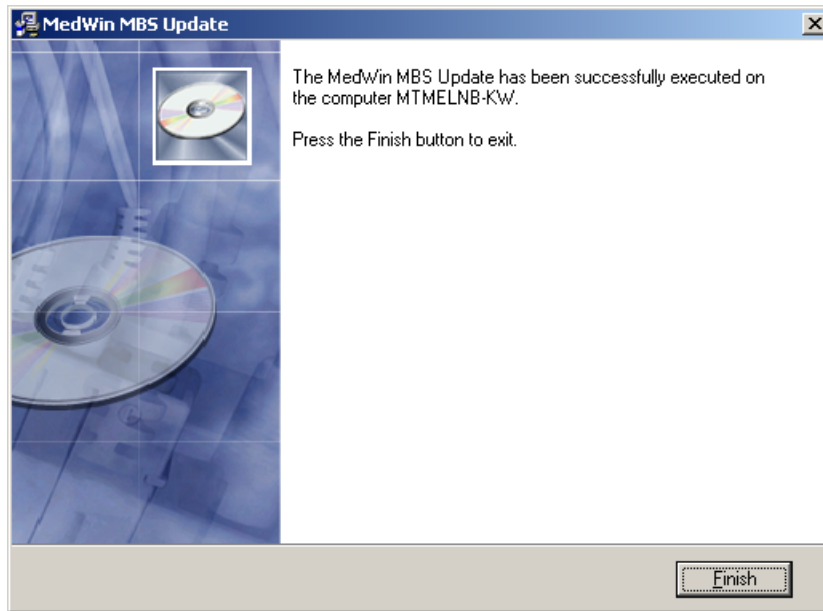 MedWin MBS Update
The MedWin MBS Update has been successfully executed on
the computer MTMELNB-KW.
Press the Finish button to exit.
Finish